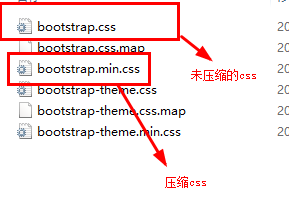 bootstrap.css
bootstrap.css.map
bootstrap.min.css
未压缩的css
bootstrap-theme.css
bootstrap-theme.css.map
bootstrap-theme.min.css
压缩css